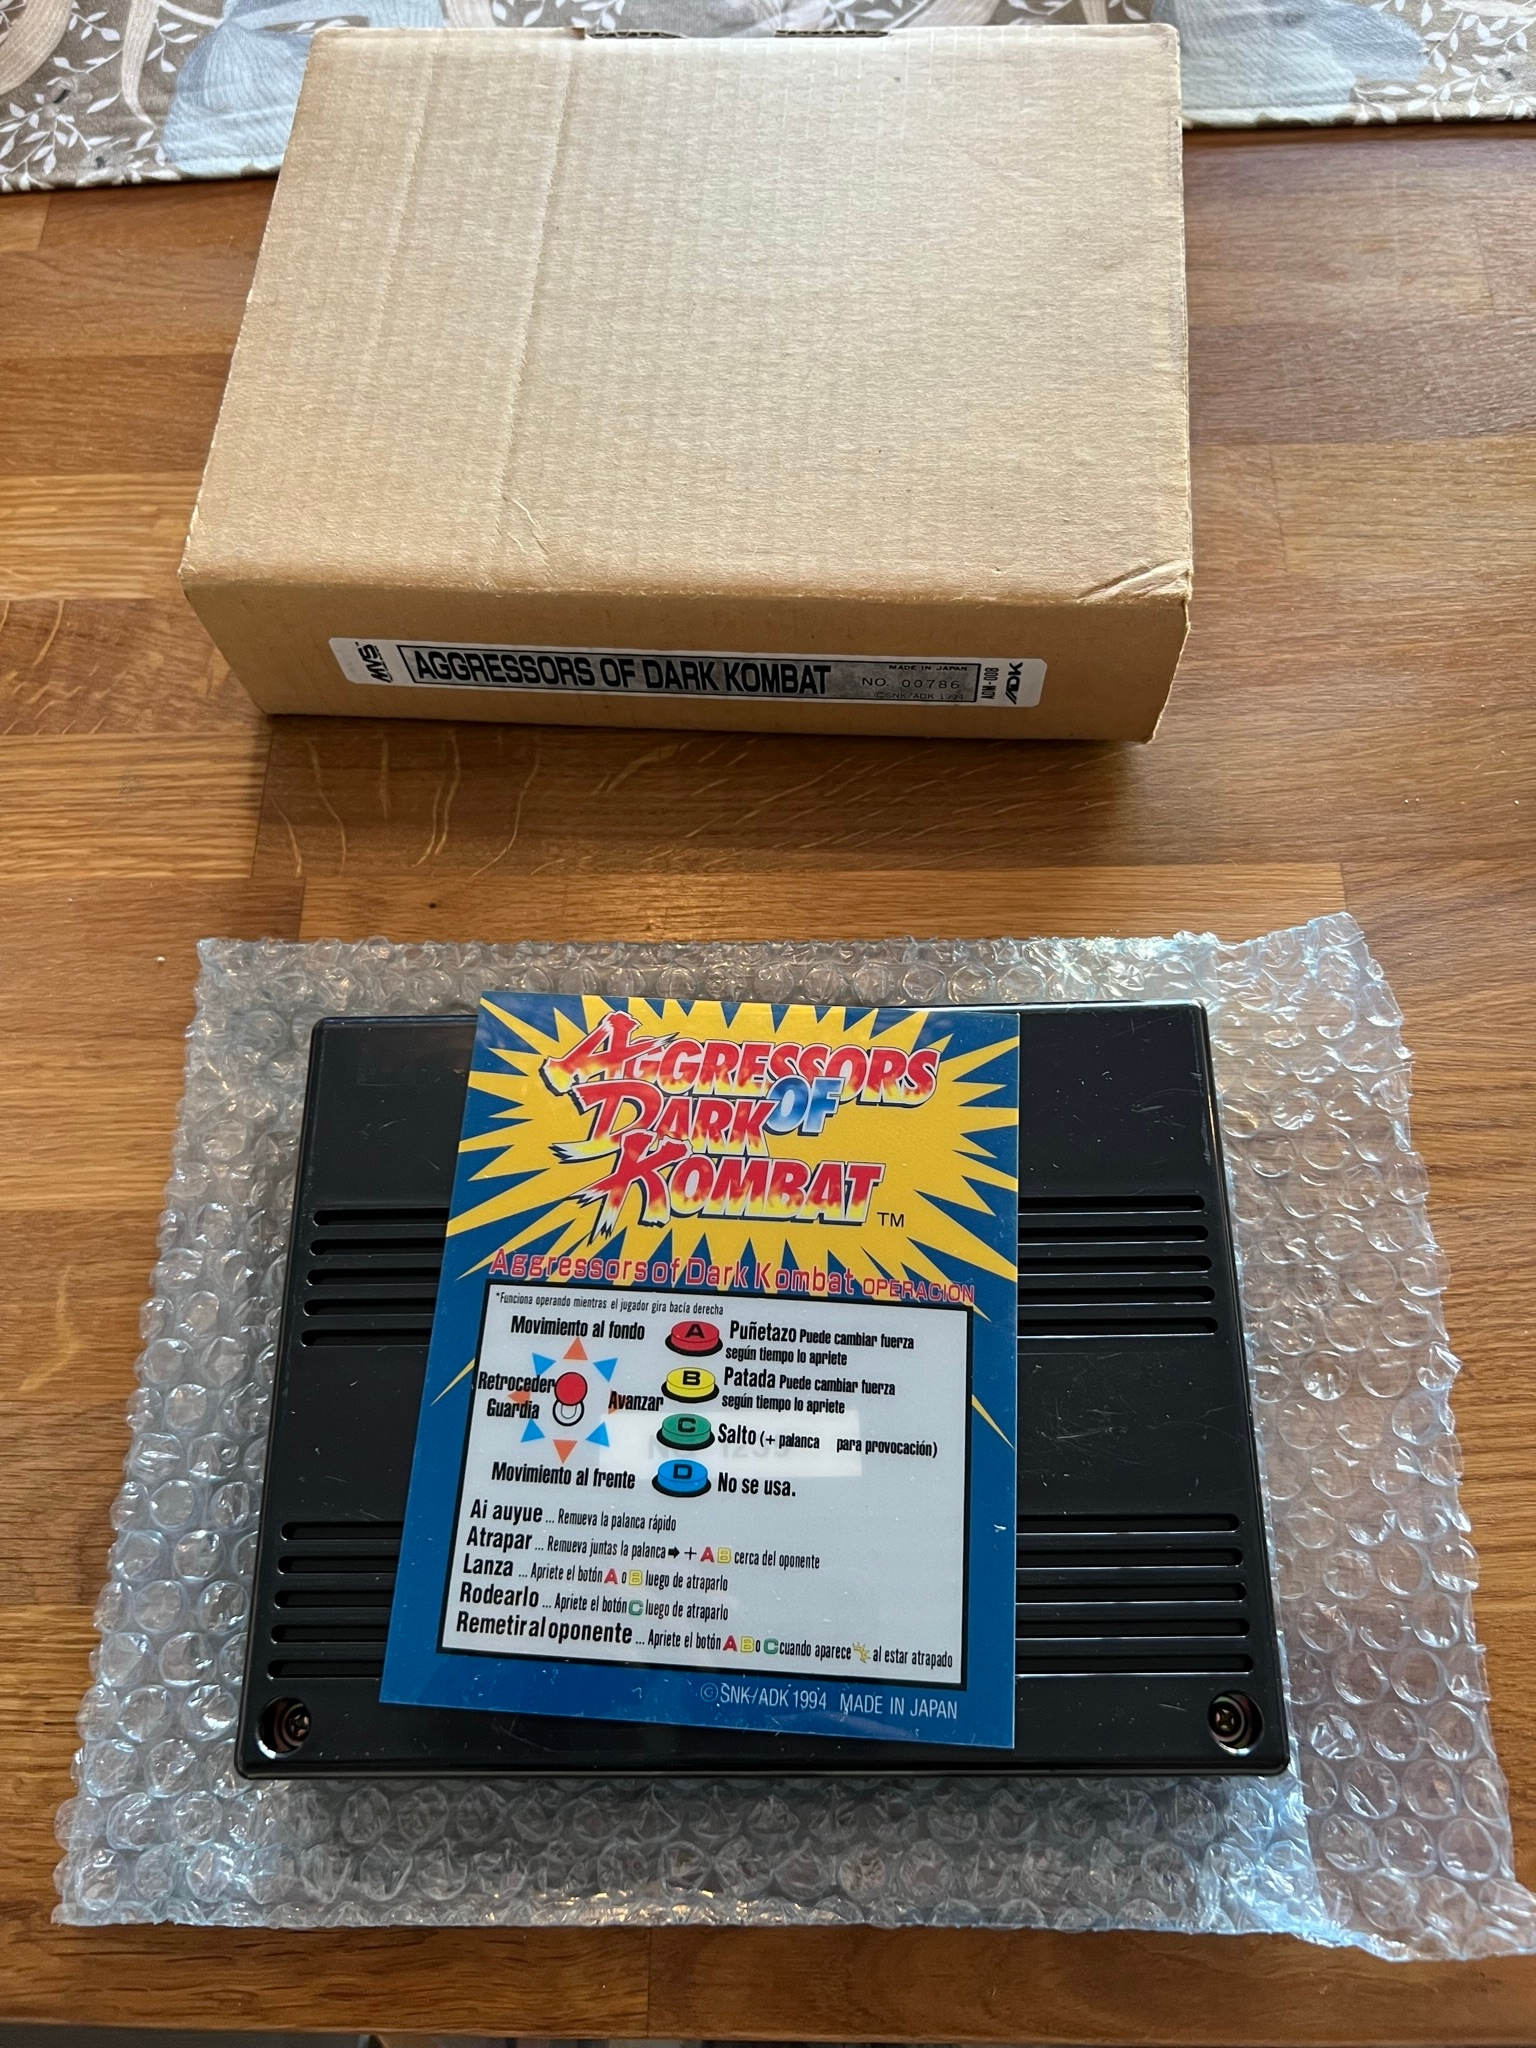 MVS
AGGRESSORS OF DARK KOMBAT
MADE IN JAPAN
NO. 00786
©SNK/ADK 1994
ADM-008
ADK
AGGRESSORS
OF
DARK
KOMBAT
TM
Aggressors of Dark Kombat OPERACION
*Funciona operando mientras el jugador gira bacía derecha
Movimiento al fondo
Retroceder
Guardia
Avanzar
Movimiento al frente
A Puñetazo Puede cambiar fuerza
según tiempo lo apriete
B Patada Puede cambiar fuerza
según tiempo lo apriete
C Salto (+ palanca para provocación)
D No se usa.
Ai auyue ... Remueva la palanca rápido
Atrapar ... Remueva juntas la palanca ➡ + A B cerca del oponente
Lanza ... Apriete el botón A o B luego de atraparlo
Rodearlo ... Apriete el botón C luego de atraparlo
Remetir al oponente ... Apriete el botón A B o C cuando aparece al estar atrapado
©SNK/ADK 1994 MADE IN JAPAN